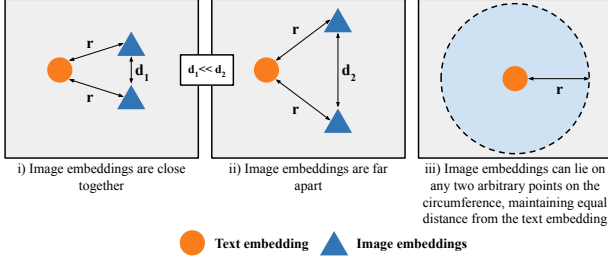 r
d1
r
d1<< d2
r
d2
r
r
i) Image embeddings are close
together
ii) Image embeddings are far
apart
iii) Image embeddings can lie on
any two arbitrary points on the
circumference, maintaining equal
distance from the text embedding
Text embedding
Image embeddings